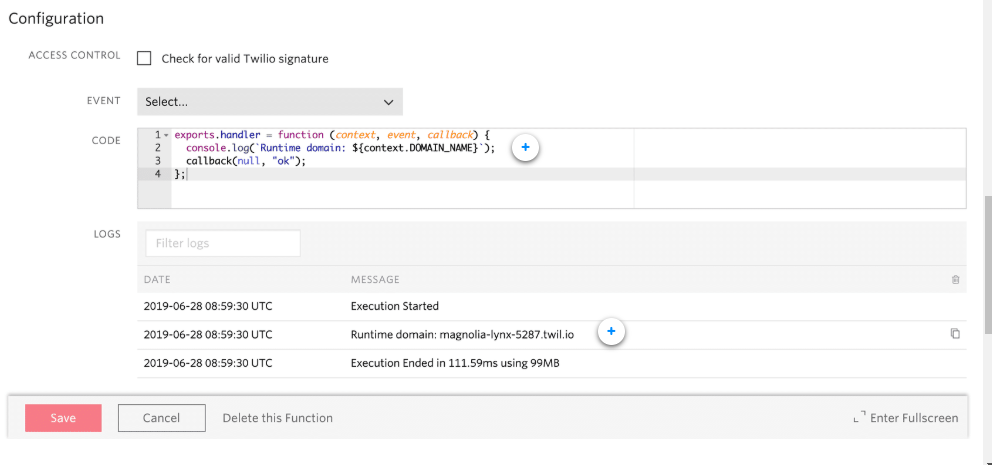 Configuration
ACCESS CONTROL Check for valid Twilio signature
EVENT Select...
CODE
1 exports.handler = function (context, event, callback) {
2 console.log(`Runtime domain: ${context.DOMAIN_NAME}`);
3 callback(null, "ok");
4 };
LOGS Filter logs
DATE MESSAGE
2019-06-28 08:59:30 UTC Execution Started
2019-06-28 08:59:30 UTC Runtime domain: magnolia-lynx-5287.twil.io
2019-06-28 08:59:30 UTC Execution Ended in 111.59ms using 99MB
Save Cancel Delete this Function Enter Fullscreen